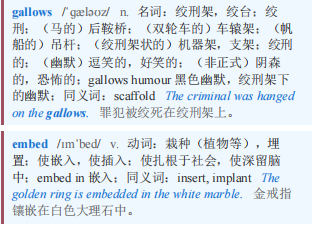 gallows /ˈɡæləʊz/ n. 名词：绞刑架，绞台；绞
刑；（马的）后鞍桥；（双轮车的）车辕架；（帆
船的）吊杆；（绞刑架状的）机器架，支架；绞刑
的；（幽默）逗笑的，好笑的；（非正式）阴森
的，恐怖的；gallows humour 黑色幽默，绞刑架下
的幽默；同义词：scaffold The criminal was hanged
on the gallows. 罪犯被绞死在绞刑架上。
embed /ɪmˈbed/ v. 动词：栽种（植物等），埋
置；使嵌入，使插入；使扎根于社会，使深留脑
中；embed in 嵌入；同义词：insert, implant The
golden ring is embedded in the white marble. 金戒指
镶嵌在白色大理石中。